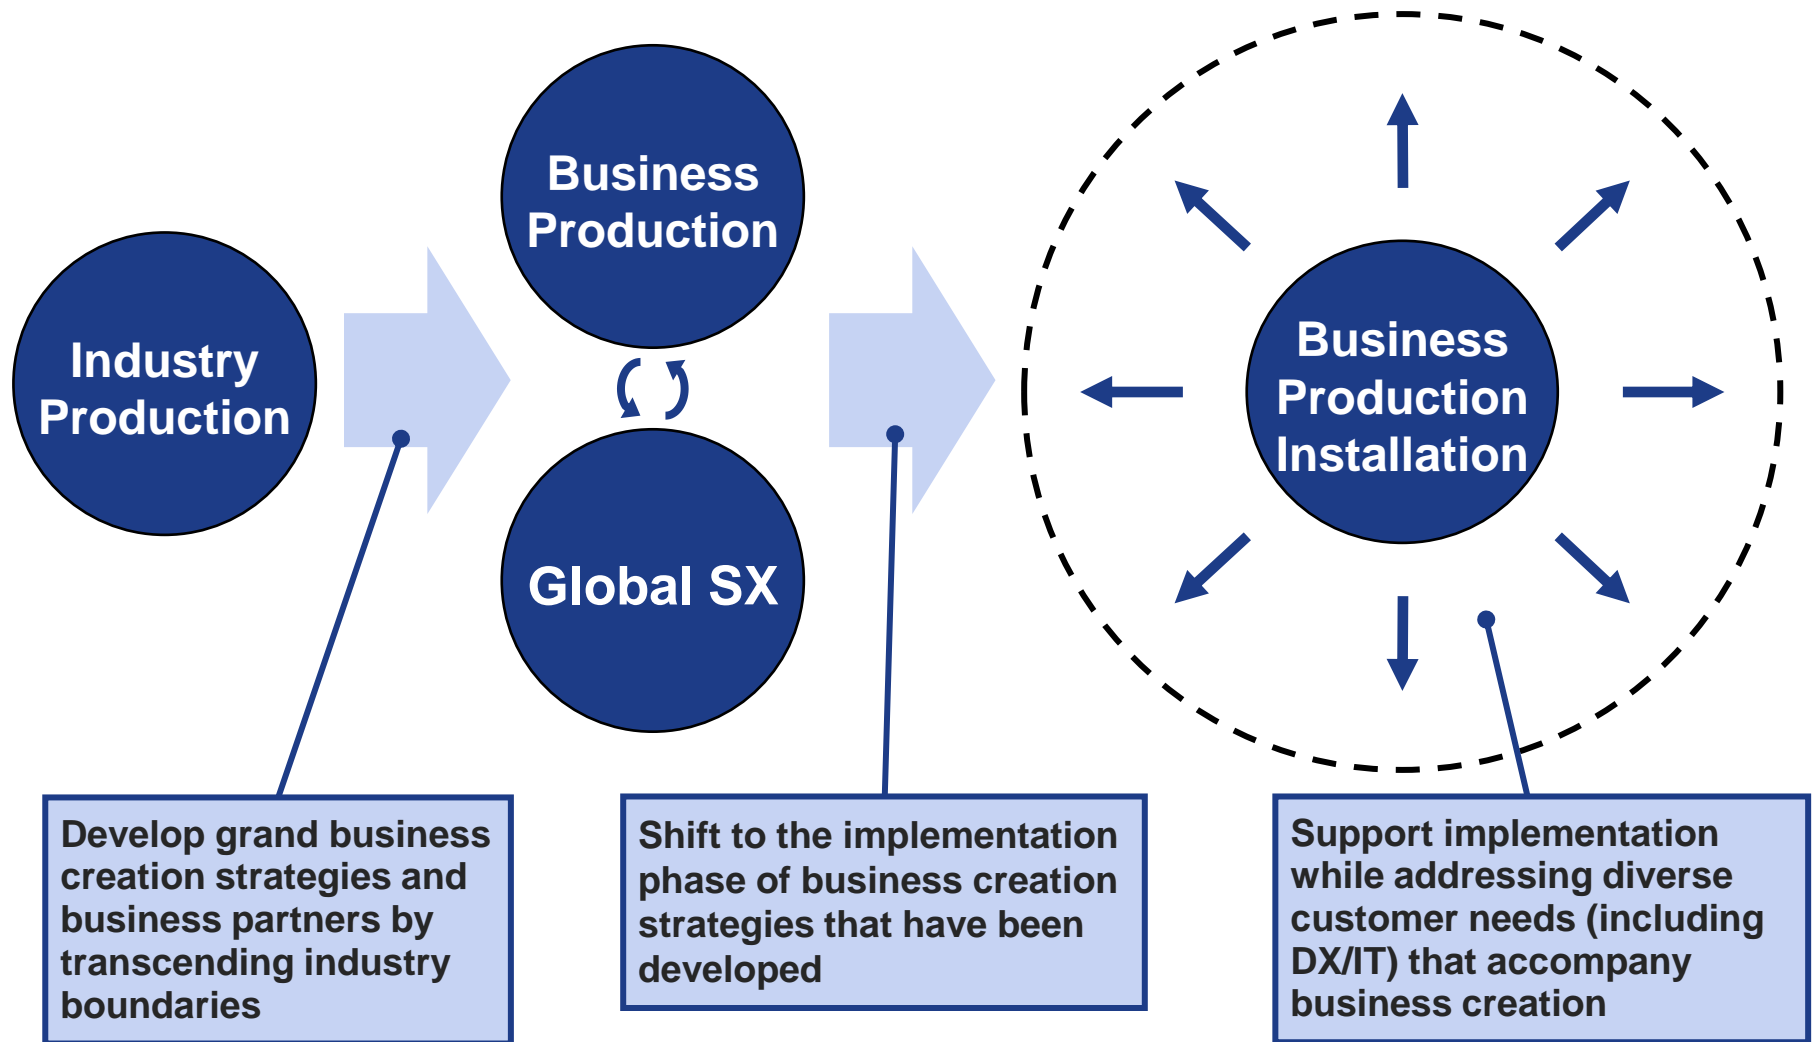 Industry
Production
Business
Production
Global SX
Business
Production
Installation
Develop grand business
creation strategies and
business partners by
transcending industry
boundaries
Shift to the implementation
phase of business creation
strategies that have been
developed
Support implementation
while addressing diverse
customer needs (including
DX/IT) that accompany
business creation